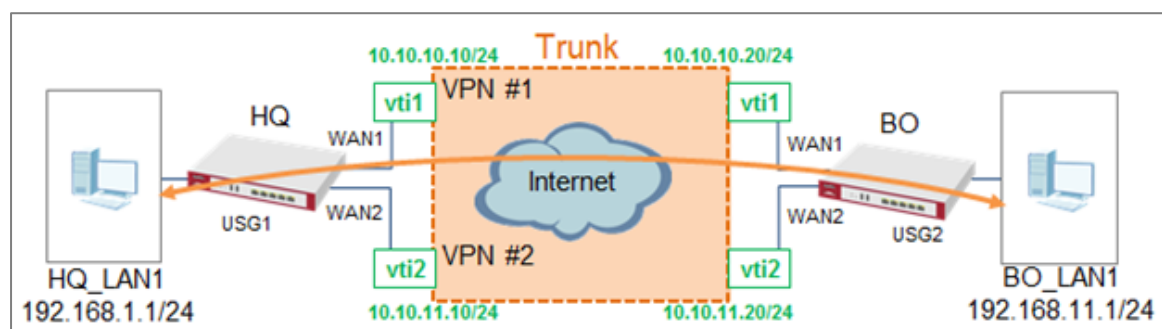 Trunk
10.10.10.10/24
10.10.10.20/24
VPN #1
vti1
vti1
HQ
WAN1
WAN1
BO
Internet
USG1
WAN2
WAN2
USG2
VPN #2
vti2
vti2
HQ_LAN1
192.168.1.1/24
10.10.11.10/24
10.10.11.20/24
BO_LAN1
192.168.11.1/24